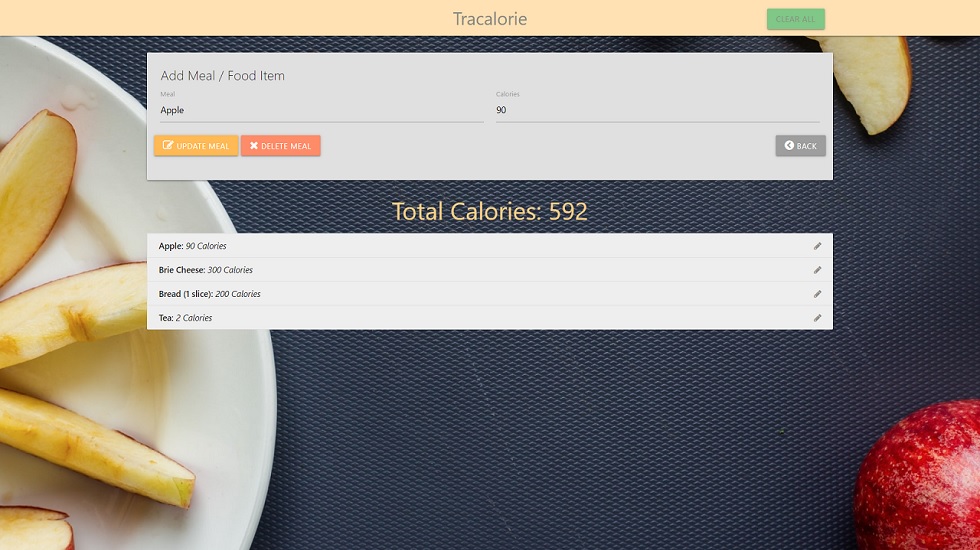 Tracalorie
CLEAR ALL
Add Meal / Food Item
Meal
Calories
Apple
90
UPDATE MEAL
DELETE MEAL
BACK
Total Calories: 592
Apple: 90 Calories
Brie Cheese: 300 Calories
Bread (1 slice): 200 Calories
Tea: 2 Calories